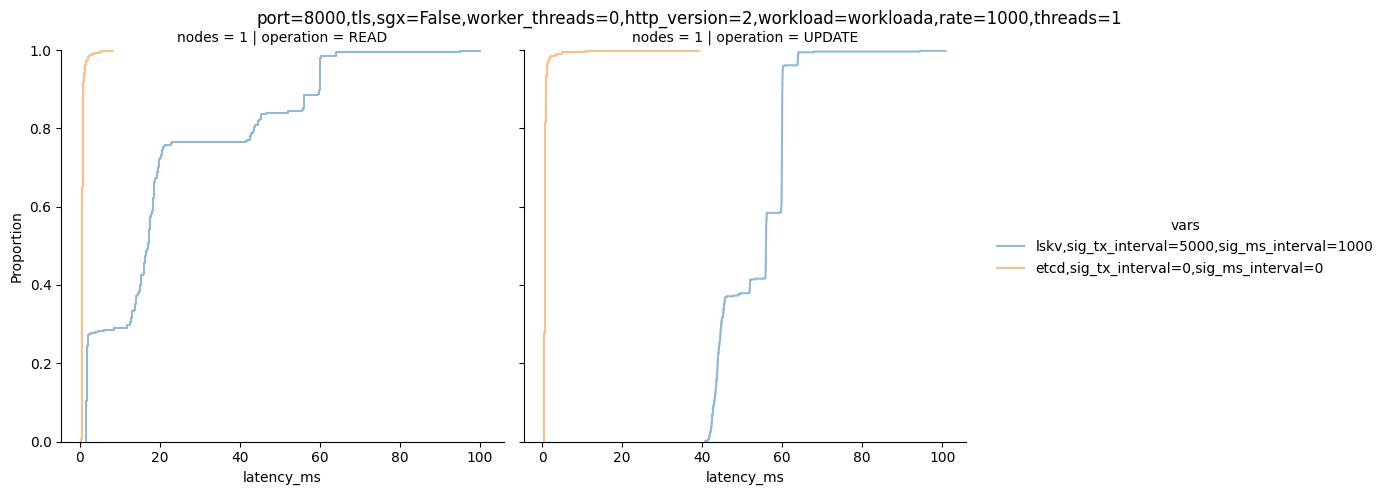 port=8000,tls,sgx=False,worker_threads=0,http_version=2,workload=workloada,rate=1000,threads=1
nodes = 1 | operation = READ
nodes = 1 | operation = UPDATE
1.0
0.8
0.6
0.4
0.2
0.0
Proportion
0 20 40 60 80 100
latency_ms
0 20 40 60 80 100
latency_ms
vars
lskv,sig_tx_interval=5000,sig_ms_interval=1000
etcd,sig_tx_interval=0,sig_ms_interval=0